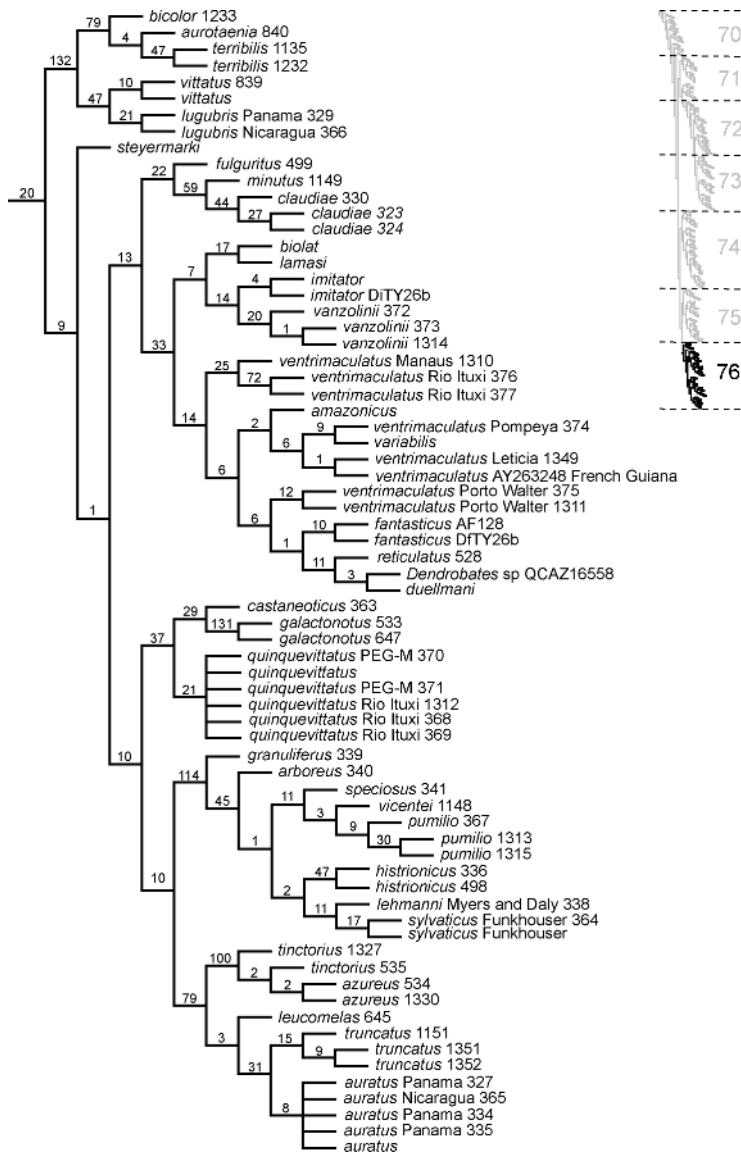 bicolor 1233
79
aurotaenia 840
4
terribilis 1135
47
terribilis 1232
132
vittatus 839
10
vittatus
47
lugubris Panama 329
21
lugubris Nicaragua 366
steyermarki
20
fulguritus 499
22
minutus 1149
59
claudiae 330
44
claudiae 323
27
claudiae 324
13
biolat
17
lamasi
7
imitator
4
imitator DiTY26b
14
vanzolinii 372
20
vanzolinii 373
1
vanzolinii 1314
9
33
ventrimaculatus Manaus 1310
25
ventrimaculatus Rio Ituxi 376
72
ventrimaculatus Rio Ituxi 377
14
amazonicus
2
ventrimaculatus Pompeya 374
9
variabilis
6
ventrimaculatus Leticia 1349
1
ventrimaculatus AY263248 French Guiana
6
ventrimaculatus Porto Walter 375
12
ventrimaculatus Porto Walter 1311
6
fantasticus AF128
10
fantasticus DfTY26b
1
reticulatus 528
11
Dendrobates sp QCAZ16558
3
duellmani
1
castaneoticus 363
29
galactonotus 533
131
galactonotus 647
37
quinquevittatus PEG-M 370
quinquevittatus
quinquevittatus PEG-M 371
21
quinquevittatus Rio Ituxi 1312
quinquevittatus Rio Ituxi 368
quinquevittatus Rio Ituxi 369
10
granuliferus 339
114
arboreus 340
45
speciosus 341
11
vicentei 1148
3
pumilio 367
9
pumilio 1313
30
pumilio 1315
1
histrionicus 336
47
histrionicus 498
2
lehmanni Myers and Daly 338
11
sylvaticus Funkhouser 364
17
sylvaticus Funkhouser
10
tinctorius 1327
100
tinctorius 535
2
azureus 534
2
azureus 1330
79
leucomelas 645
3
truncatus 1151
15
truncatus 1351
9
truncatus 1352
31
auratus Panama 327
auratus Nicaragua 365
auratus Panama 334
8
auratus Panama 335
auratus
70
71
72
73
74
75
76